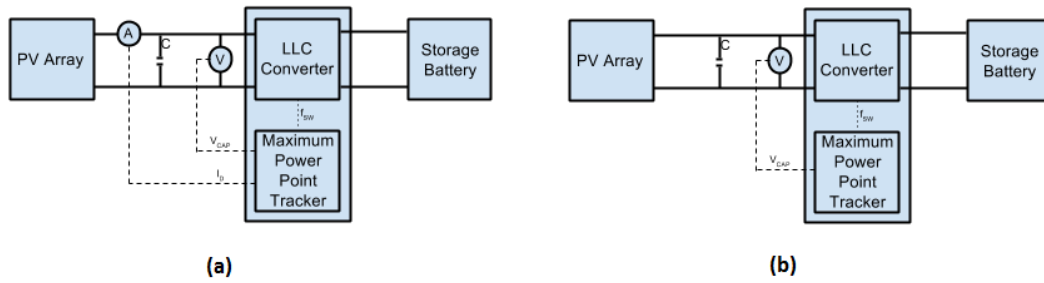 PV Array
A
C
V
LLC
Converter
Storage
Battery
f_SW
V_CAP
I_D
Maximum
Power
Point
Tracker
(a)
PV Array
C
V
LLC
Converter
Storage
Battery
f_SW
V_CAP
Maximum
Power
Point
Tracker
(b)